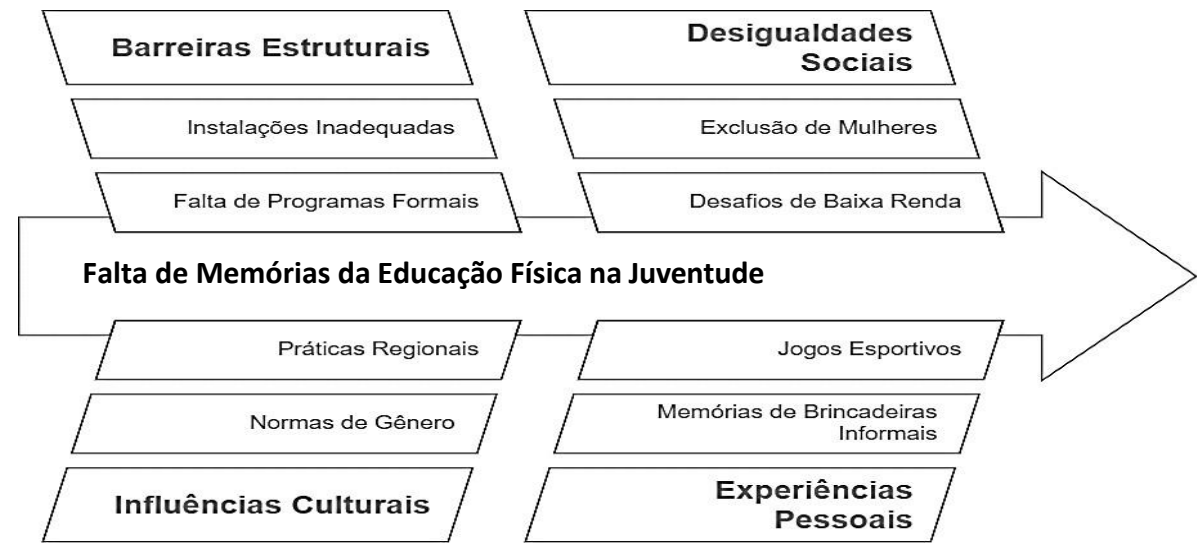 Barreiras Estruturais
Instalações Inadequadas
Falta de Programas Formais
Desigualdades
Sociais
Exclusão de Mulheres
Desafios de Baixa Renda
Falta de Memórias da Educação Física na Juventude
Práticas Regionais
Normas de Gênero
Influências Culturais
Jogos Esportivos
Memórias de Brincadeiras
Informais
Experiências
Pessoais